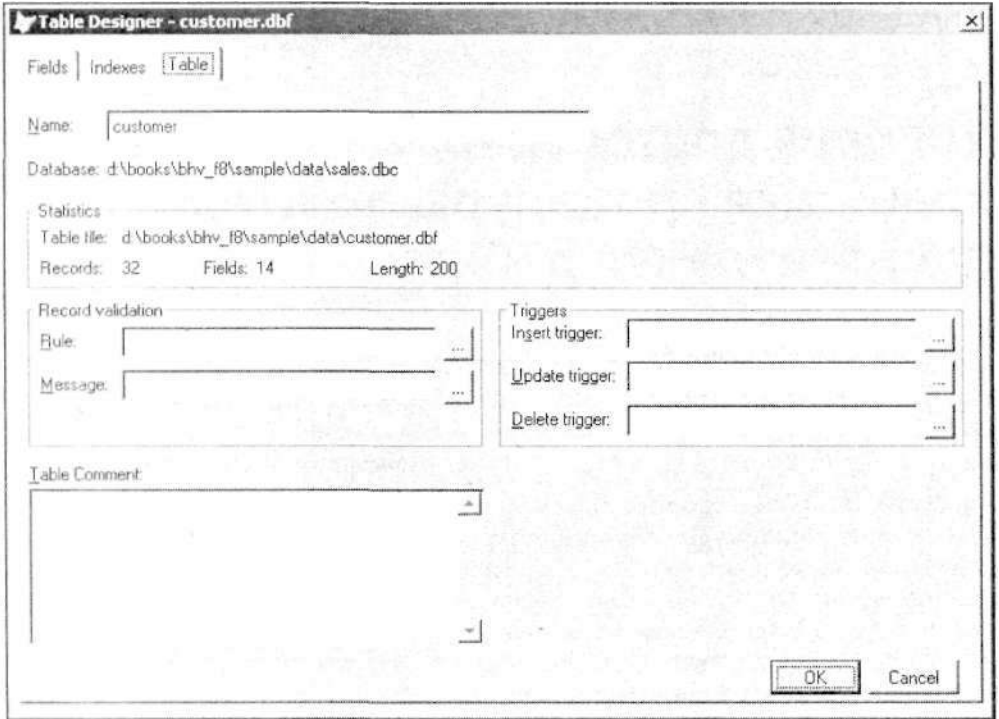 Table Designer - customer.dbf
Fields Indexes Table
Name: customer
Database: d:\books\bhv_f8\sample\data\sales.dbc
Statistics
Table file: d:\books\bhv_f8\sample\data\customer.dbf
Records: 32 Fields: 14 Length: 200
Record validation
Rule: ...
Message: ...
Triggers
Insert trigger: ...
Update trigger: ...
Delete trigger: ...
Table Comment:
OK Cancel